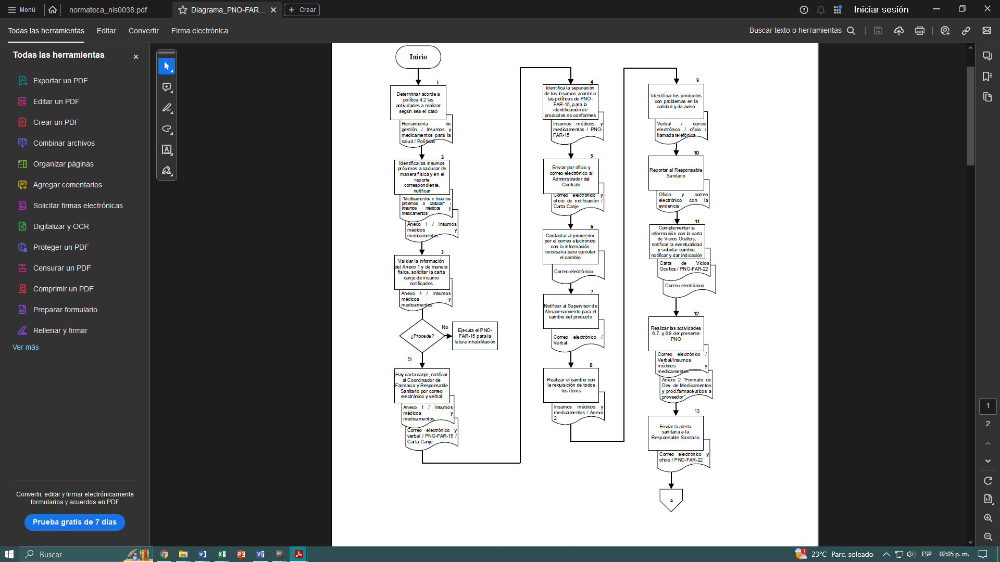 Menú
normateca_nis0038.pdf
Diagrama_PNO-FAR...
Crear
Iniciar sesión
Todas las herramientas
Editar
Convertir
Firma electrónica
Buscar texto o herramientas
Todas las herramientas
Exportar un PDF
Editar un PDF
Crear un PDF
Combinar archivos
Organizar páginas
Agregar comentarios
Solicitar firmas electrónicas
Digitalizar y OCR
Proteger un PDF
Censurar un PDF
Comprimir un PDF
Preparar formulario
Rellenar y firmar
Ver más
Convertir, editar y firmar electrónicamente
formularios y acuerdos en PDF
Prueba gratis de 7 días
Inicio
1
Determinar acorde a
política 4.2 las
actividades a realizar
según sea el caso
Herramienta de
gestión / Insumos y
medicamentos para la
salud / Políticas
2
Identifica los insumos
próximos a caducar de
manera física y en el
reporte
correspondiente,
notificar
"Medicamentos e Insumos
próximos a caducar" /
Insumos médicos y
medicamentos
Anexo 1 / Insumos
médicos y
medicamentos
3
Validar la información
del Anexo 1 y de manera
física, solicitar la carta
canje de insumo
notificados
Anexo 1 / Insumos
médicos y
medicamentos
¿Procede?
No
Ejecuta el PNO-
FAR-15 para la
futura inhabilitación
Si
Hay carta canje, notificar
al Coordinador de
Farmacia y Responsable
Sanitario por correo
electrónico y verbal
Anexo 1 / Insumos
médicos y
medicamentos
Correo electrónico y
verbal / PNO-FAR-15 /
Carta Canje
4
Identifica la separación
de los insumos acorde a
las políticas de PNO-
FAR-15, para la
identificación de
productos no conformes
Insumos médicos y
medicamentos / PNO-
FAR-15
5
Enviar por oficio y
correo electrónico al
Administrador del
Contrato
Correo electrónico y
oficio de notificación /
Carta Canje
6
Contactar al proveedor
por el correo electrónico
con la información
necesaria para ejecutar
el cambio
Correo electrónico
7
Notificar al Supervisor de
Almacenamiento para el
cambio del producto
Correo electrónico /
Verbal
8
Realizar el cambio con
la requisición de todos
los ítems
Insumos médicos y
medicamentos / Anexo
2
9
Identificar los productos
con problemas en la
calidad y da aviso
Verbal / correo
electrónico / oficio /
llamada telefónica
10
Reportar al Responsable
Sanitario
Oficio y correo
electrónico con la
evidencia
11
Complementar la
información con la carta
de Vicios Ocultos,
notificar la eventualidad
y solicitar cambio;
notificar y dar indicación
Carta de Vicios
Ocultos / PNO-FAR-22
Correo electrónico
12
Realizar las actividades
6.7. y 6.8 del presente
PNO
Correo electrónico /
Verbal/Insumos
médicos y
medicamentos
Anexo 2 "Formato de
Dev. de Medicamentos
y prod.farmacéuticos a
proveedor"
13
Enviar la alerta
sanitaria a la
Responsable Sanitario
Correo electrónico y
oficio / PNO-FAR-22
A
1
2
Buscar
1
23°C Parc. soleado
ESP
02:05 p. m.